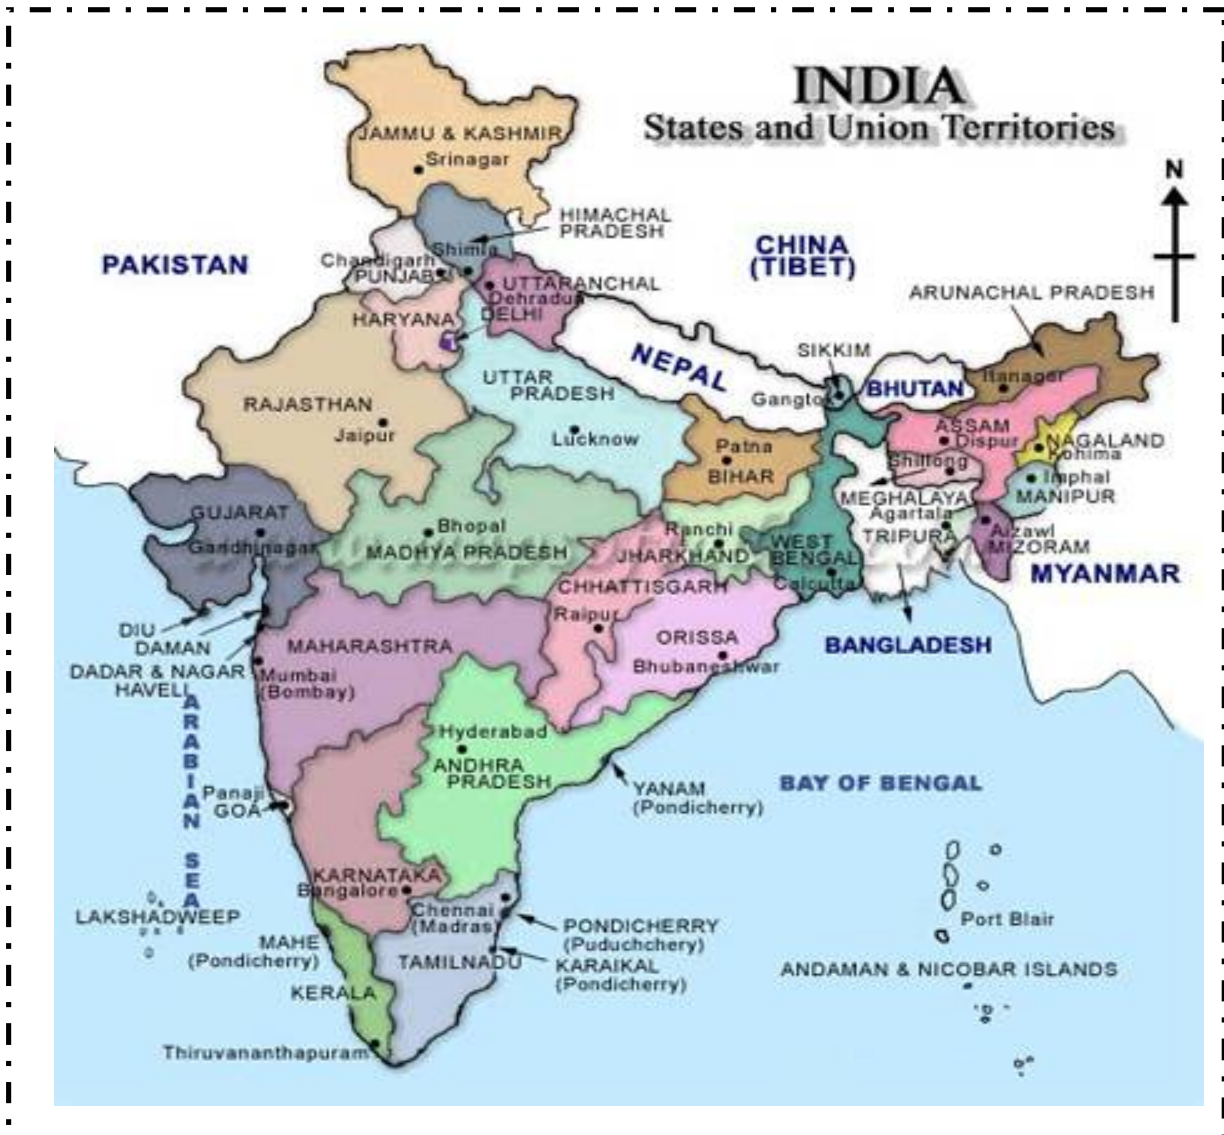 INDIA
States and Union Territories
N
JAMMU & KASHMIR
Srinagar
HIMACHAL
PRADESH
PAKISTAN
CHINA
(TIBET)
Chandigarh
Shimla
PUNJAB
UTTARANCHAL
Dehradun
DELHI
HARYANA
ARUNACHAL PRADESH
SIKKIM
NEPAL
Gangtok
BHUTAN
Itanagar
UTTAR
PRADESH
RAJASTHAN
Jaipur
Lucknow
Patna
BIHAR
ASSAM
Dispur
NAGALAND
Kohima
Shillong
Imphal
MANIPUR
MEGHALAYA
Agartala
TRIPURA
Aizawl
MIZORAM
MYANMAR
GUJARAT
Gandhinagar
Bhopal
MADHYA PRADESH
Ranchi
JHARKHAND
WEST
BENGAL
Calcutta
CHHATTISGARH
Raipur
ORISSA
Bhubaneshwar
BANGLADESH
DIU
DAMAN
DADAR & NAGAR
HAVELL
MAHARASHTRA
Mumbai
(Bombay)
ARABIAN SEA
Hyderabad
ANDHRA
PRADESH
YANAM
(Pondicherry)
BAY OF BENGAL
Panaji
GOA
KARNATAKA
Bangalore
LAKSHADWEEP
Chennai
(Madras)
PONDICHERRY
(Puduchchery)
MAHE
(Pondicherry)
TAMILNADU
KARAIKAL
(Pondicherry)
KERALA
Thiruvananthapuram
Port Blair
ANDAMAN & NICOBAR ISLANDS